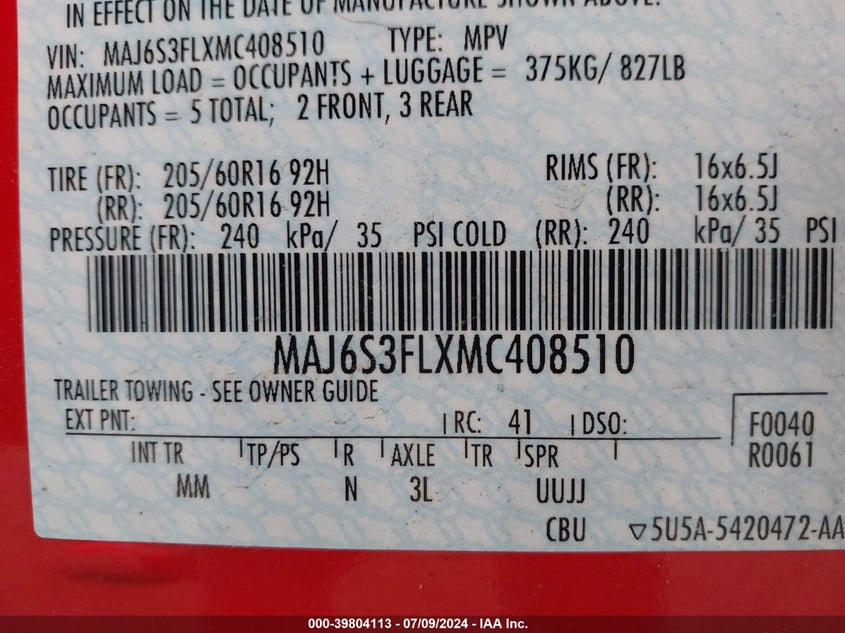 IN EFFECT ON THE DATE OF MANUFACTURE SHOWN ABOVE.
VIN: MAJ6S3FLXMC408510 TYPE: MPV
MAXIMUM LOAD = OCCUPANTS + LUGGAGE = 375KG/ 827LB
OCCUPANTS = 5 TOTAL; 2 FRONT, 3 REAR
TIRE (FR): 205/60R16 92H RIMS (FR): 16x6.5J
(RR): 205/60R16 92H (RR): 16x6.5J
PRESSURE (FR): 240 kPa/ 35 PSI COLD (RR): 240 kPa/ 35 PSI
MAJ6S3FLXMC408510
TRAILER TOWING - SEE OWNER GUIDE
EXT PNT: RC: 41 DSO: F0040
INT TR TP/PS R AXLE TR SPR R0061
MM N 3L UUJJ
CBU ▽5U5A-5420472-AA
000-39804113 - 07/09/2024 - IAA Inc.